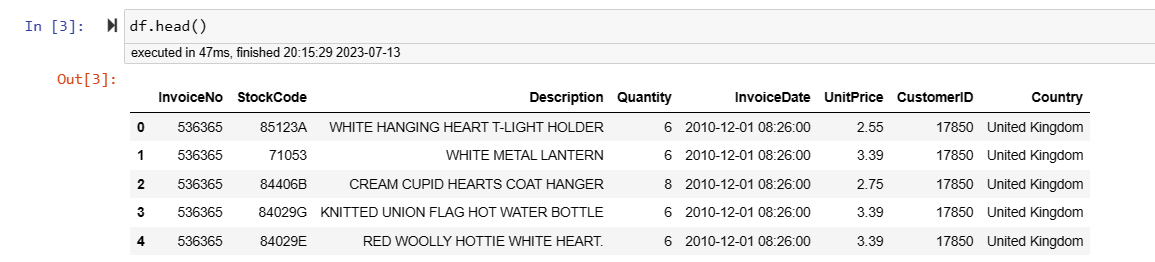 In [3]: df.head()
executed in 47ms, finished 20:15:29 2023-07-13
Out[3]:
InvoiceNo StockCode Description Quantity InvoiceDate UnitPrice CustomerID Country
0 536365 85123A WHITE HANGING HEART T-LIGHT HOLDER 6 2010-12-01 08:26:00 2.55 17850 United Kingdom
1 536365 71053 WHITE METAL LANTERN 6 2010-12-01 08:26:00 3.39 17850 United Kingdom
2 536365 84406B CREAM CUPID HEARTS COAT HANGER 8 2010-12-01 08:26:00 2.75 17850 United Kingdom
3 536365 84029G KNITTED UNION FLAG HOT WATER BOTTLE 6 2010-12-01 08:26:00 3.39 17850 United Kingdom
4 536365 84029E RED WOOLLY HOTTIE WHITE HEART. 6 2010-12-01 08:26:00 3.39 17850 United Kingdom